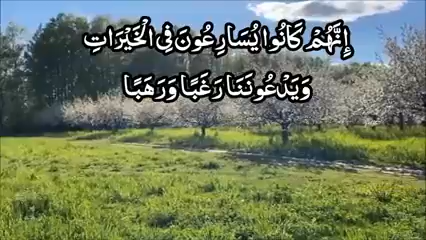 إِنَّهُمْ كَانُوا يُسَارِعُونَ فِي الْخَيْرَاتِ
وَيَدْعُونَنَا رَغَبًا وَرَهَبًا